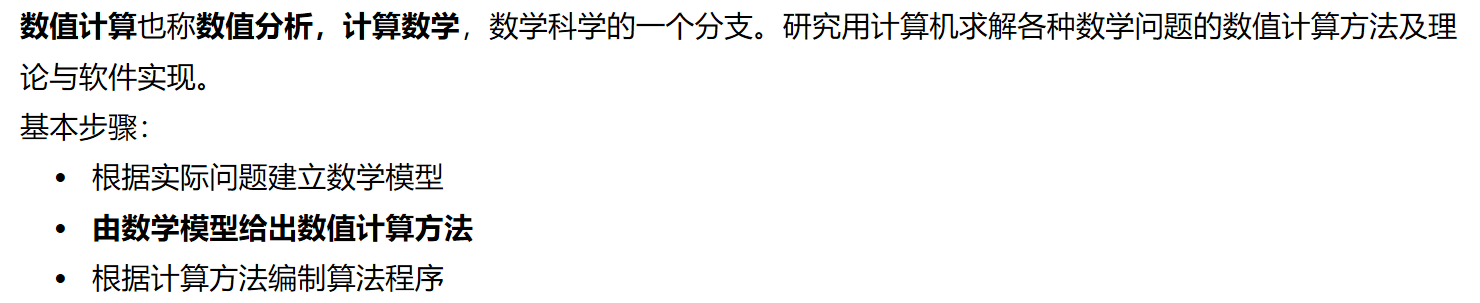 数值计算也称数值分析，计算数学，数学科学的一个分支。研究用计算机求解各种数学问题的数值计算方法及理
论与软件实现。
基本步骤：
• 根据实际问题建立数学模型
• 由数学模型给出数值计算方法
• 根据计算方法编制算法程序